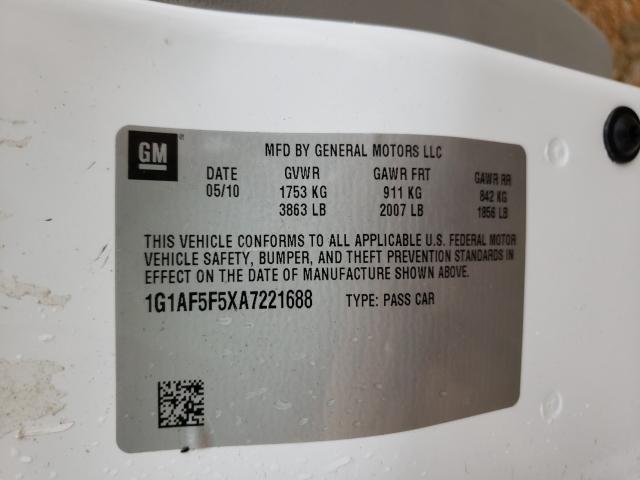 GM
MFD BY GENERAL MOTORS LLC
DATE GVWR GAWR FRT GAWR RR
05/10 1753 KG 911 KG 842 KG
3863 LB 2007 LB 1856 LB
THIS VEHICLE CONFORMS TO ALL APPLICABLE U.S. FEDERAL MOTOR
VEHICLE SAFETY, BUMPER, AND THEFT PREVENTION STANDARDS IN
EFFECT ON THE DATE OF MANUFACTURE SHOWN ABOVE.
1G1AF5F5XA7221688 TYPE: PASS CAR